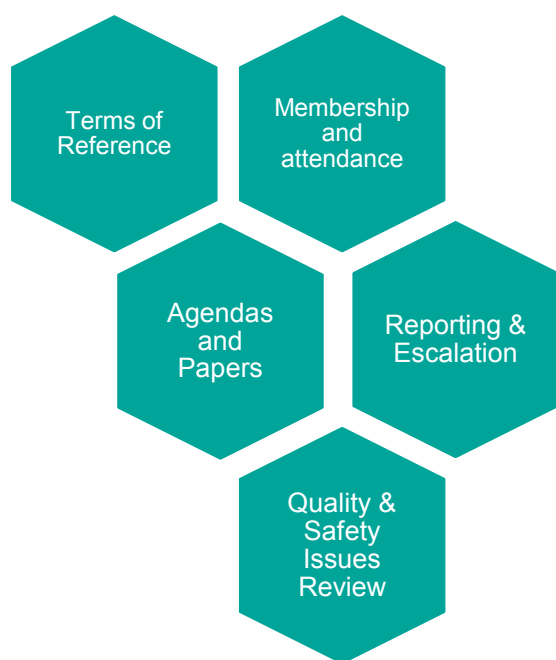 Terms of
Reference
Membership
and
attendance
Agendas
and
Papers
Reporting &
Escalation
Quality &
Safety
Issues
Review